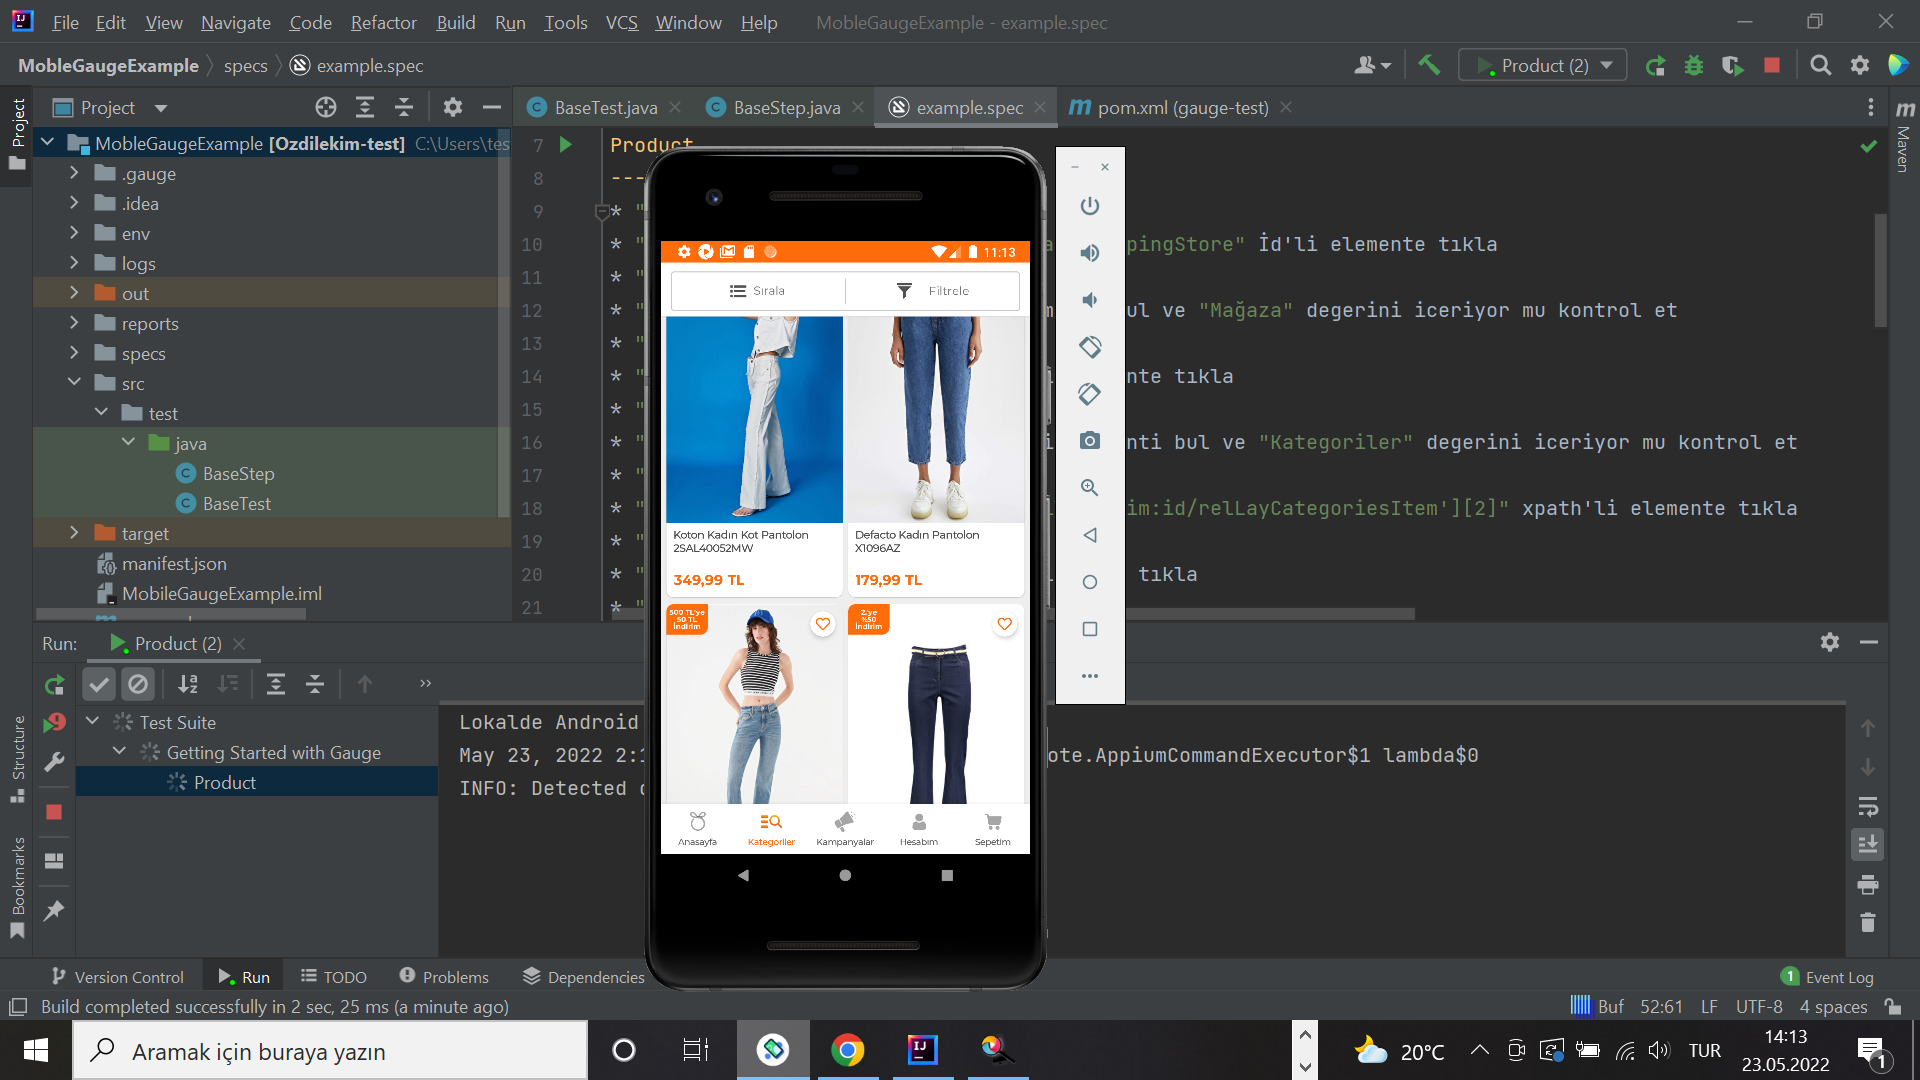 File Edit View Navigate Code Refactor Build Run Tools VCS Window Help MobleGaugeExample - example.spec
MobleGaugeExample specs example.spec Product (2)
Project
BaseTest.java BaseStep.java example.spec pom.xml (gauge-test)
Project
Maven
MobleGaugeExample [Ozdilekim-test] C:\Users\tes
.gauge
.idea
env
logs
out
reports
specs
src
test
java
BaseStep
BaseTest
target
manifest.json
MobileGaugeExample.iml
7 Product
8 ---
9 * "
10 * " pingStore" İd'li elemente tıkla
11 * "
12 * " ul ve "Mağaza" degerini iceriyor mu kontrol et
13 * "
14 * " nte tıkla
15 * "
16 * " nti bul ve "Kategoriler" degerini iceriyor mu kontrol et
17 * "
18 * " im:id/relLayCategoriesItem'][2]" xpath'li elemente tıkla
19 * "
20 * " tıkla
21 * "
11:13
Sırala Filtrele
Koton Kadın Kot Pantolon
2SAL40052MW
349,99 TL
Defacto Kadın Pantolon
X1096AZ
179,99 TL
500 TL'ye
50 TL
İndirim
2.ye
%50
İndirim
Anasayfa Kategoriler Kampanyalar Hesabım Sepetim
Run: Product (2)
Test Suite
Getting Started with Gauge
Product
Lokalde Android
May 23, 2022 2:1 ote.AppiumCommandExecutor$1 lambda$0
INFO: Detected
Structure
Bookmarks
Version Control Run TODO Problems Dependencies 1 Event Log
Build completed successfully in 2 sec, 25 ms (a minute ago) Buf 52:61 LF UTF-8 4 spaces
Aramak için buraya yazın
20°C TUR
14:13
23.05.2022
1